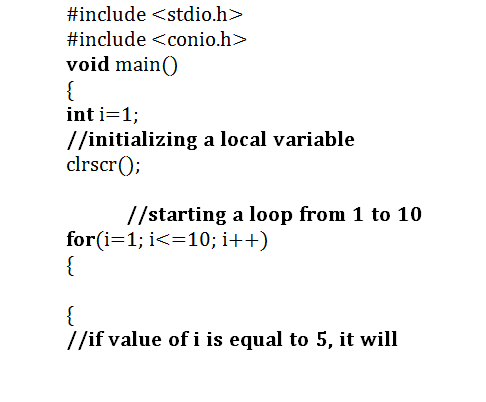 #include <stdio.h>
#include <conio.h>
void main()
{
int i=1;
//initializing a local variable
clrscr();
//starting a loop from 1 to 10
for(i=1; i<=10; i++)
{
{
//if value of i is equal to 5, it will